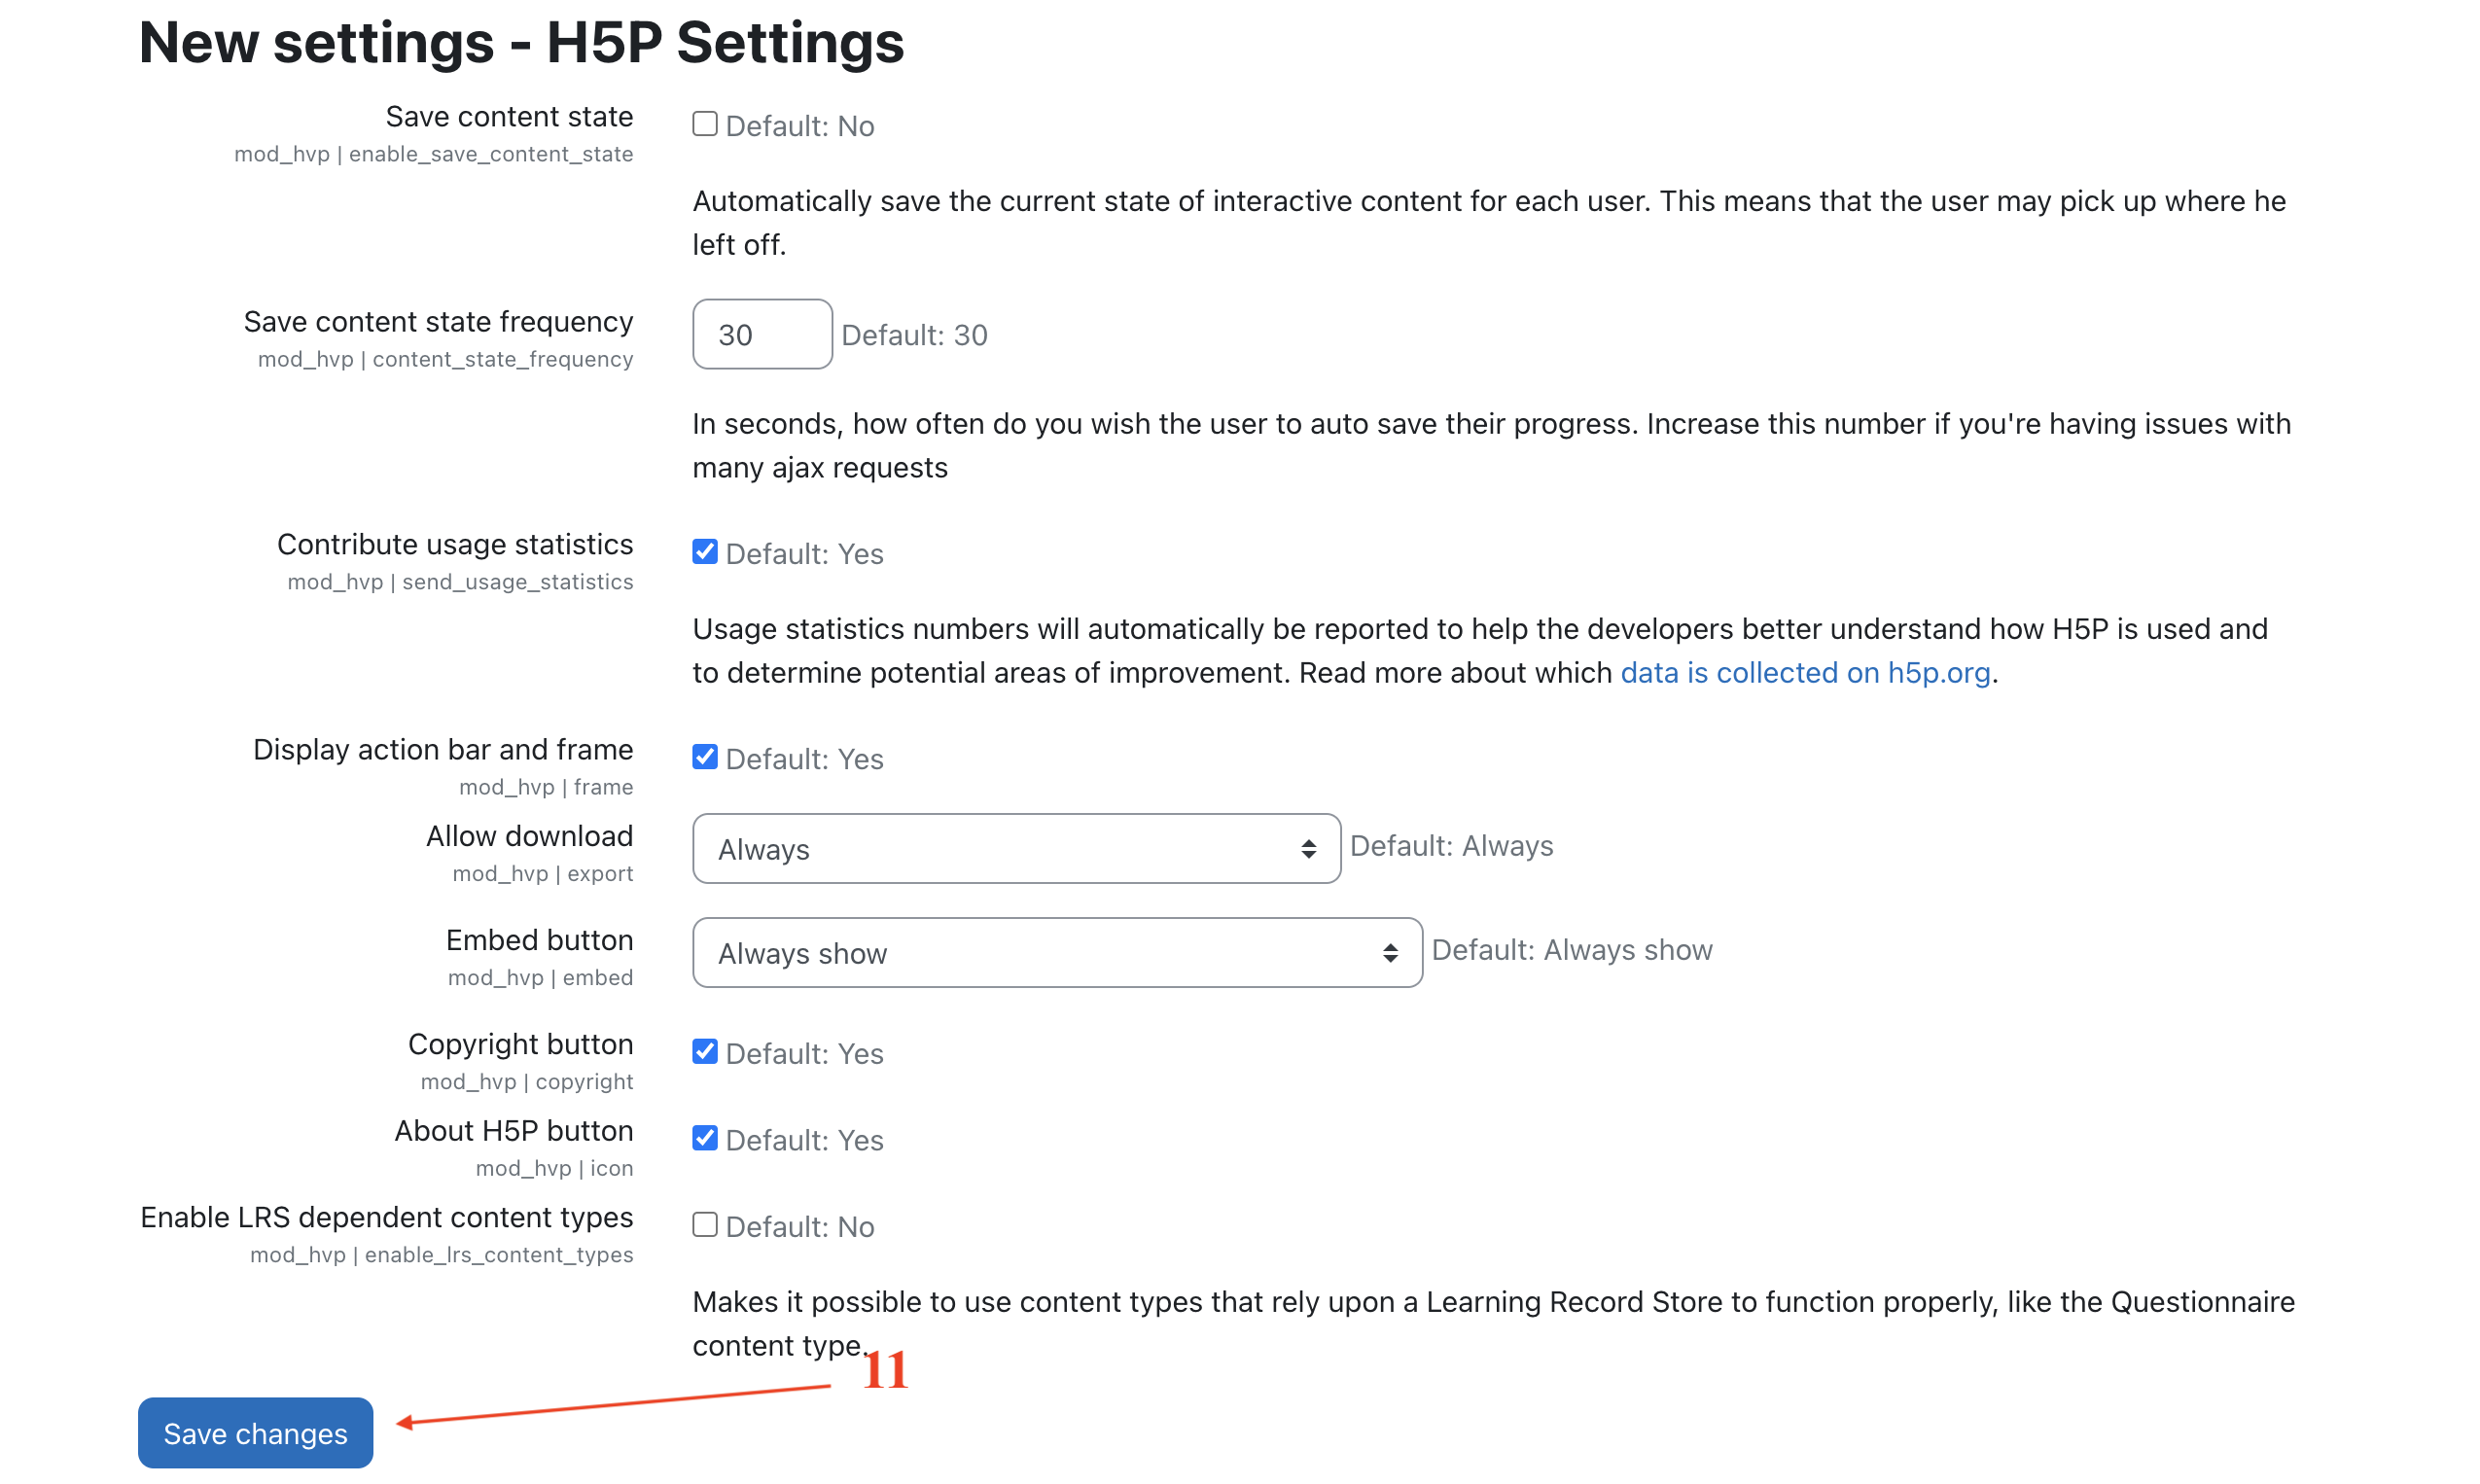 New settings - H5P Settings
Save content state
Default: No
mod_hvp | enable_save_content_state
Automatically save the current state of interactive content for each user. This means that the user may pick up where he
left off.
Save content state frequency
30 Default: 30
mod_hvp | content_state_frequency
In seconds, how often do you wish the user to auto save their progress. Increase this number if you're having issues with
many ajax requests
Contribute usage statistics
Default: Yes
mod_hvp | send_usage_statistics
Usage statistics numbers will automatically be reported to help the developers better understand how H5P is used and
to determine potential areas of improvement. Read more about which data is collected on h5p.org.
Display action bar and frame
Default: Yes
mod_hvp | frame
Allow download
Always Default: Always
mod_hvp | export
Embed button
Always show Default: Always show
mod_hvp | embed
Copyright button
Default: Yes
mod_hvp | copyright
About H5P button
Default: Yes
mod_hvp | icon
Enable LRS dependent content types
Default: No
mod_hvp | enable_lrs_content_types
Makes it possible to use content types that rely upon a Learning Record Store to function properly, like the Questionnaire
content type.
11
Save changes